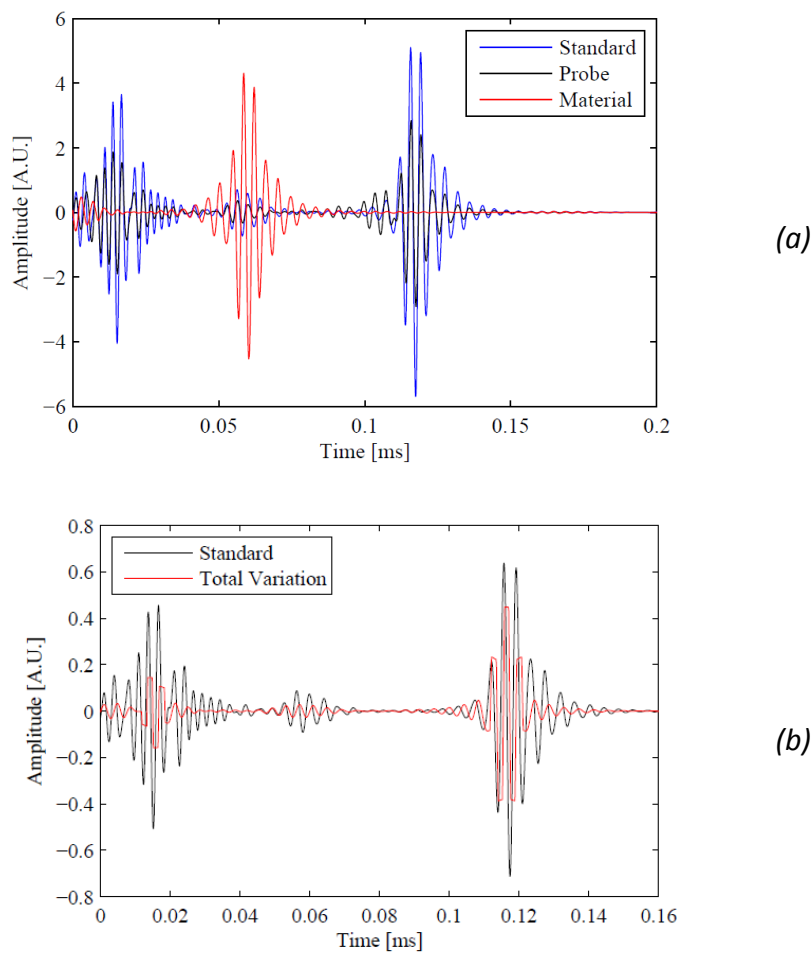 6
4
2
0
−2
−4
−6
Amplitude [A.U.]
Standard
Probe
Material
0 0.05 0.1 0.15 0.2
Time [ms]
(a)
0.8
0.6
0.4
0.2
0
−0.2
−0.4
−0.6
−0.8
Amplitude [A.U.]
Standard
Total Variation
0 0.02 0.04 0.06 0.08 0.1 0.12 0.14 0.16
Time [ms]
(b)